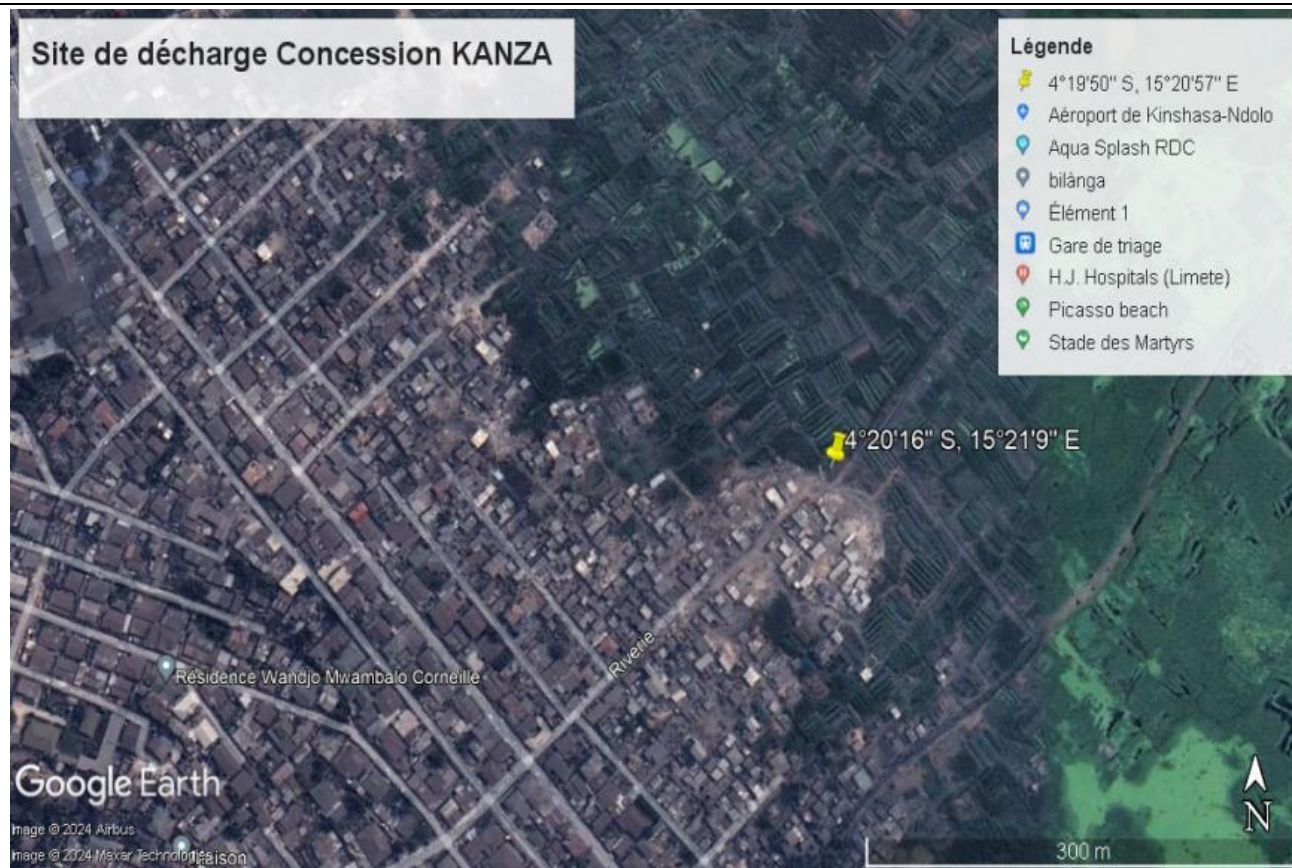 Site de décharge Concession KANZA
Légende
4°19'50" S, 15°20'57" E
Aéroport de Kinshasa-Ndolo
Aqua Splash RDC
bilànga
Élément 1
Gare de triage
H.J. Hospitals (Limete)
Picasso beach
Stade des Martyrs
4°20'16" S, 15°21'9" E
Riverie
Résidence Wandjo Mwambalo Corneille
Google Earth
Image © 2024 Airbus
Image © 2024 Maxar Technologies
N
300 m